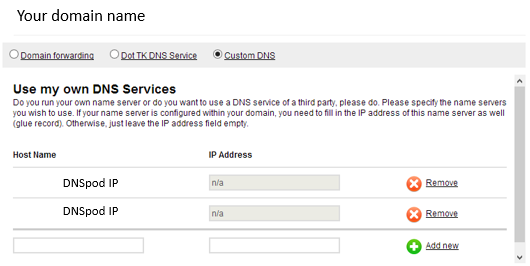 Your domain name
Domain forwarding Dot TK DNS Service Custom DNS
Use my own DNS Services
Do you run your own name server or do you want to use a DNS service of a third party, please do. Please specify the name servers
you wish to use. If your name server is configured within your domain, you need to fill in the IP address of this name server as well
(glue record). Otherwise, just leave the IP address field empty.
Host Name IP Address
DNSpod IP n/a Remove
DNSpod IP n/a Remove
Add new